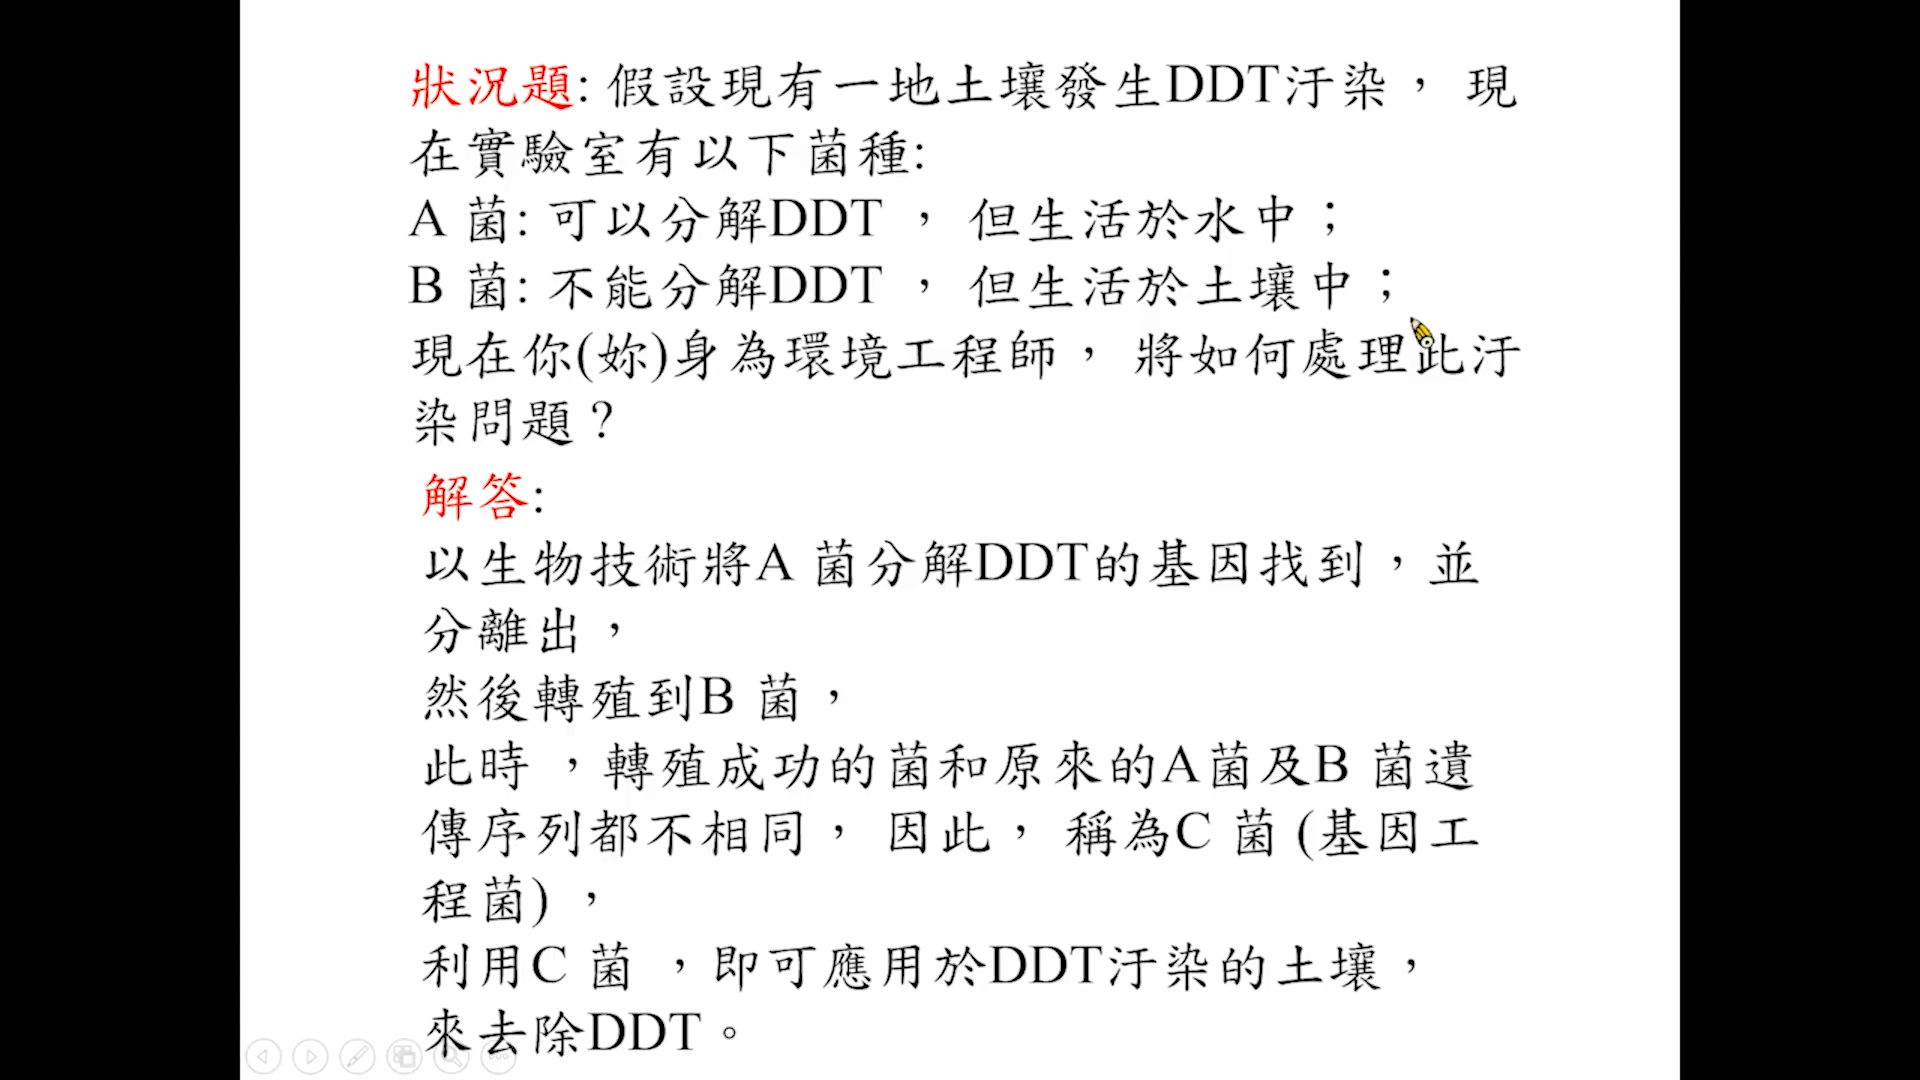 狀況題: 假設現有一地土壤發生DDT汙染， 現
在實驗室有以下菌種:
A 菌: 可以分解DDT ， 但生活於水中；
B 菌: 不能分解DDT ， 但生活於土壤中；
現在你(妳)身為環境工程師， 將如何處理此汙
染問題？
解答:
以生物技術將A 菌分解DDT的基因找到，並
分離出，
然後轉殖到B 菌，
此時 ，轉殖成功的菌和原來的A菌及B 菌遺
傳序列都不相同， 因此， 稱為C 菌 (基因工
程菌) ，
利用C 菌 ，即可應用於DDT汙染的土壤，
來去除DDT。